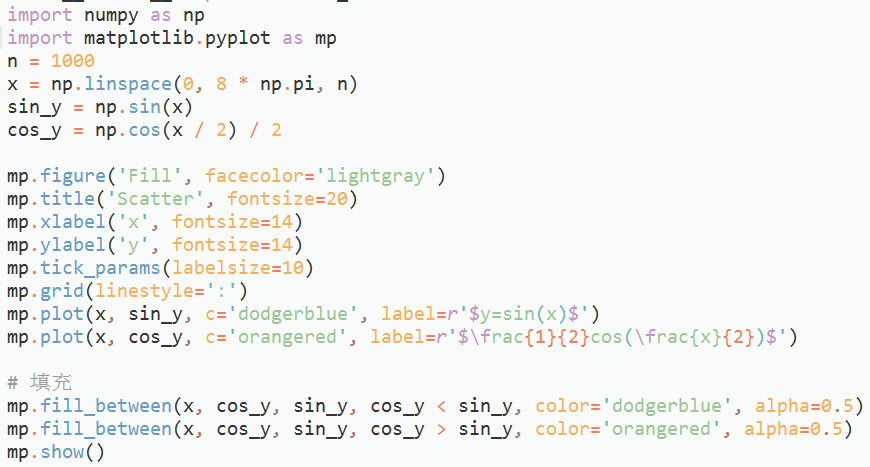 import numpy as np
import matplotlib.pyplot as mp
n = 1000
x = np.linspace(0, 8 * np.pi, n)
sin_y = np.sin(x)
cos_y = np.cos(x / 2) / 2
mp.figure('Fill', facecolor='lightgray')
mp.title('Scatter', fontsize=20)
mp.xlabel('x', fontsize=14)
mp.ylabel('y', fontsize=14)
mp.tick_params(labelsize=10)
mp.grid(linestyle=':')
mp.plot(x, sin_y, c='dodgerblue', label=r'$y=sin(x)$')
mp.plot(x, cos_y, c='orangered', label=r'$\frac{1}{2}cos(\frac{x}{2})$')
# 填充
mp.fill_between(x, cos_y, sin_y, cos_y < sin_y, color='dodgerblue', alpha=0.5)
mp.fill_between(x, cos_y, sin_y, cos_y > sin_y, color='orangered', alpha=0.5)
mp.show()